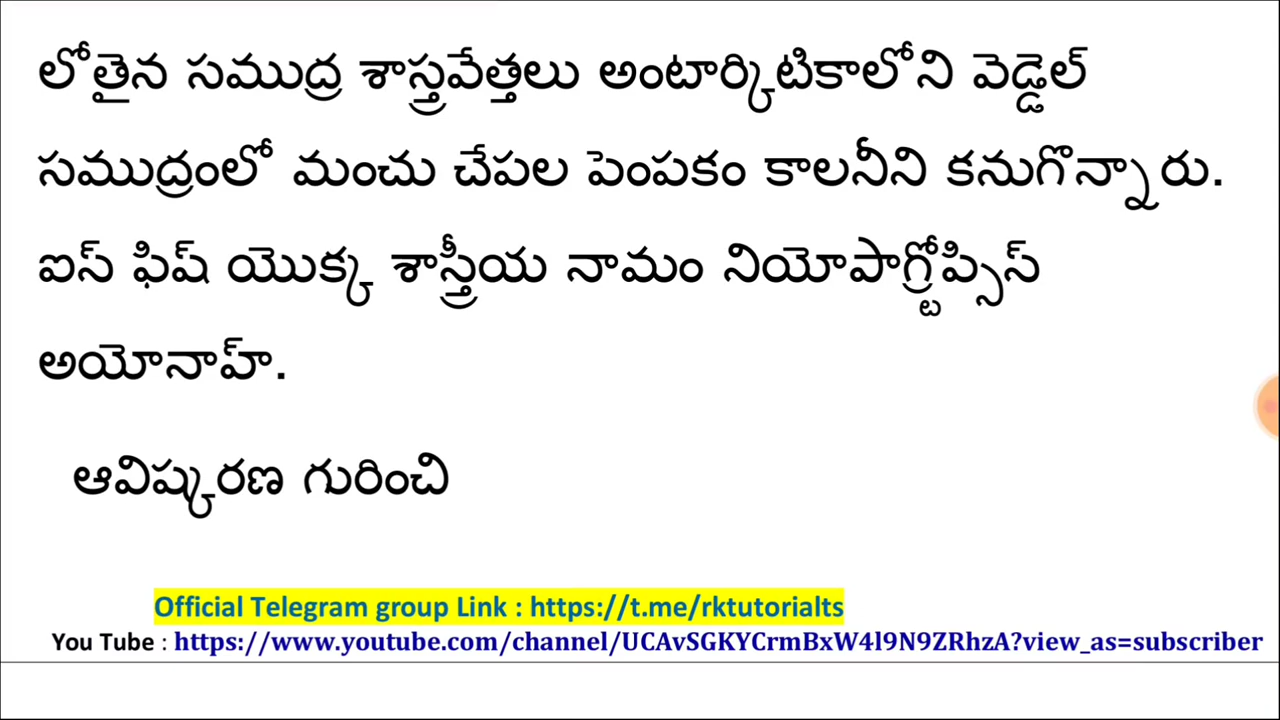 లోతైన సముద్ర శాస్త్రవేత్తలు అంటార్కిటికాలోని వెడ్డెల్
సముద్రంలో మంచు చేపల పెంపకం కాలనీని కనుగొన్నారు.
ఐస్ ఫిష్ యొక్క శాస్త్రీయ నామం నియోపాగ్ర్టోప్సిస్
అయోనాహ్.
ఆవిష్కరణ గురించి
Official Telegram group Link : https://t.me/rktutorialts
You Tube : https://www.youtube.com/channel/UCAvSGKYCrmBxW4l9N9ZRhzA?view_as=subscriber